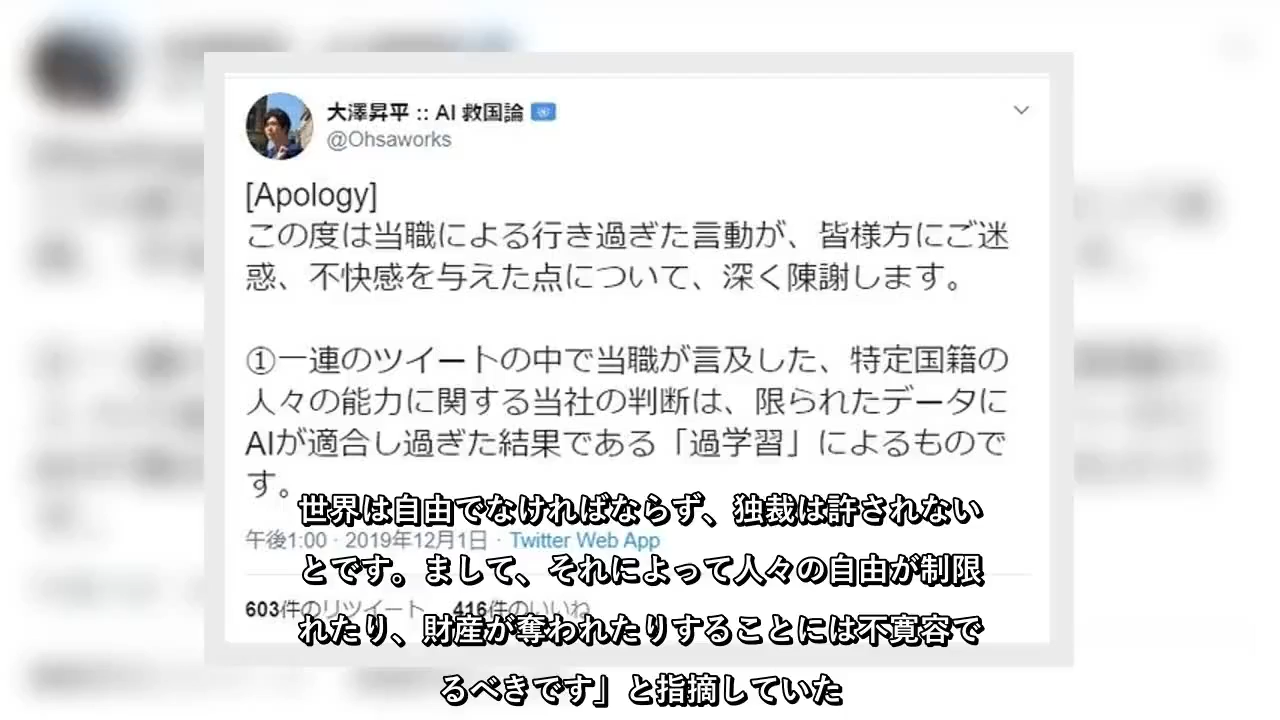 大澤昇平 :: AI 救国論
@Ohsaworks
[Apology]
この度は当職による行き過ぎた言動が、皆様方にご迷
惑、不快感を与えた点について、深く陳謝します。
①一連のツイートの中で当職が言及した、特定国籍の
人々の能力に関する当社の判断は、限られたデータに
AIが適合し過ぎた結果である「過学習」によるもので
す。
午後1:00 · 2019年12月1日 · Twitter Web App
603件のリツイート 416件のいいね
世界は自由でなければならず、独裁は許されない
とです。まして、それによって人々の自由が制限
れたり、財産が奪われたりすることには不寛容で
るべきです」と指摘していた